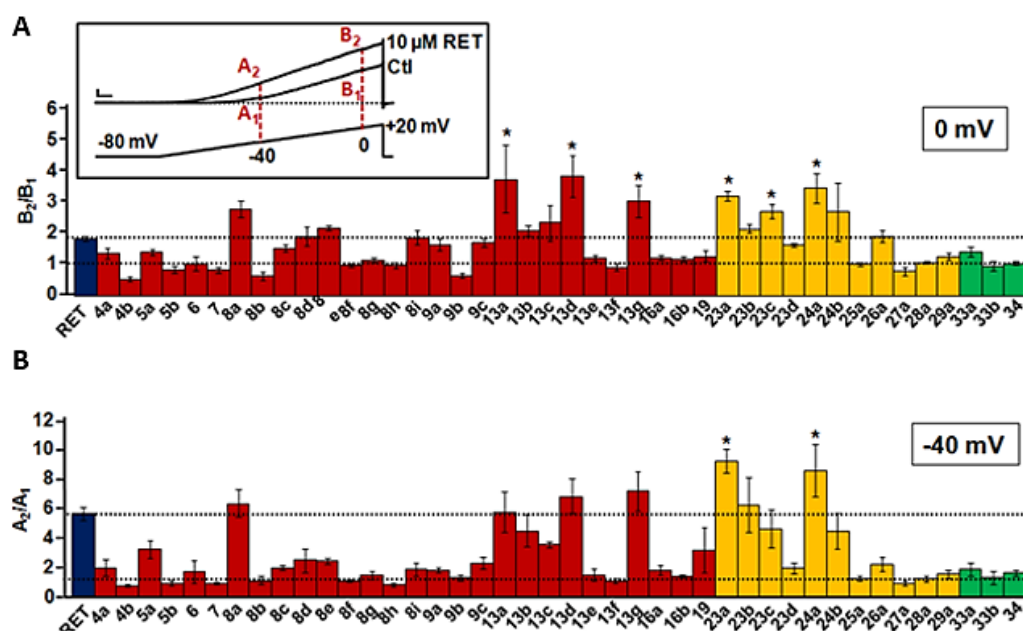 A
B₂
10 µM RET
A₂
Ctl
A₁
B₁
-80 mV
+20 mV
-40
0
0 mV
B₂/B₁
6
5
4
3
2
1
0
* * * * * *
RET 4a 4b 5a 5b 6 7 8a 8b 8c 8d 8 e8f 8g 8h 8i 9a 9b 9c 13a 13b 13c 13d 13e 13f 13g 16a 16b 19 23a 23b 23c 23d 24a 24b 25a 26a 27a 28a 29a 33a 33b 34
B
-40 mV
A₂/A₁
12
10
8
6
4
2
0
* *
RET 4a 4b 5a 5b 6 7 8a 8b 8c 8d 8e 8f 8g 8h 8i 9a 9b 9c 13a 13b 13c 13d 13e 13f 13g 16a 16b 19 23a 23b 23c 23d 24a 24b 25a 26a 27a 28a 29a 33a 33b 34